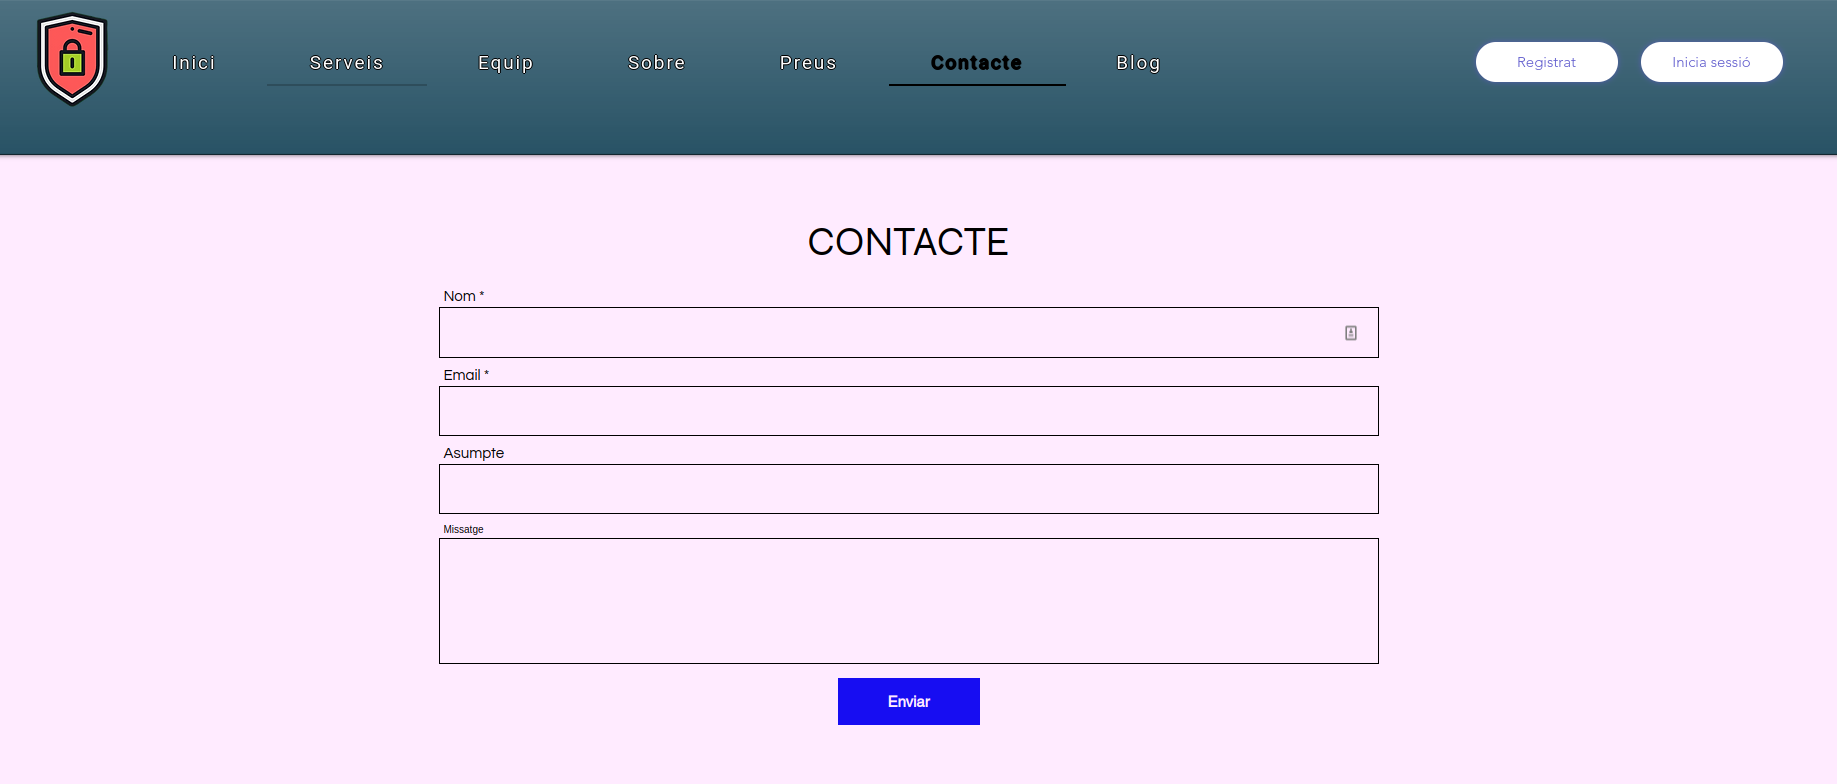 Inici Serveis Equip Sobre Preus Contacte Blog Registrat Inicia sessió
CONTACTE
Nom *
Email *
Asumpte
Missatge
Enviar